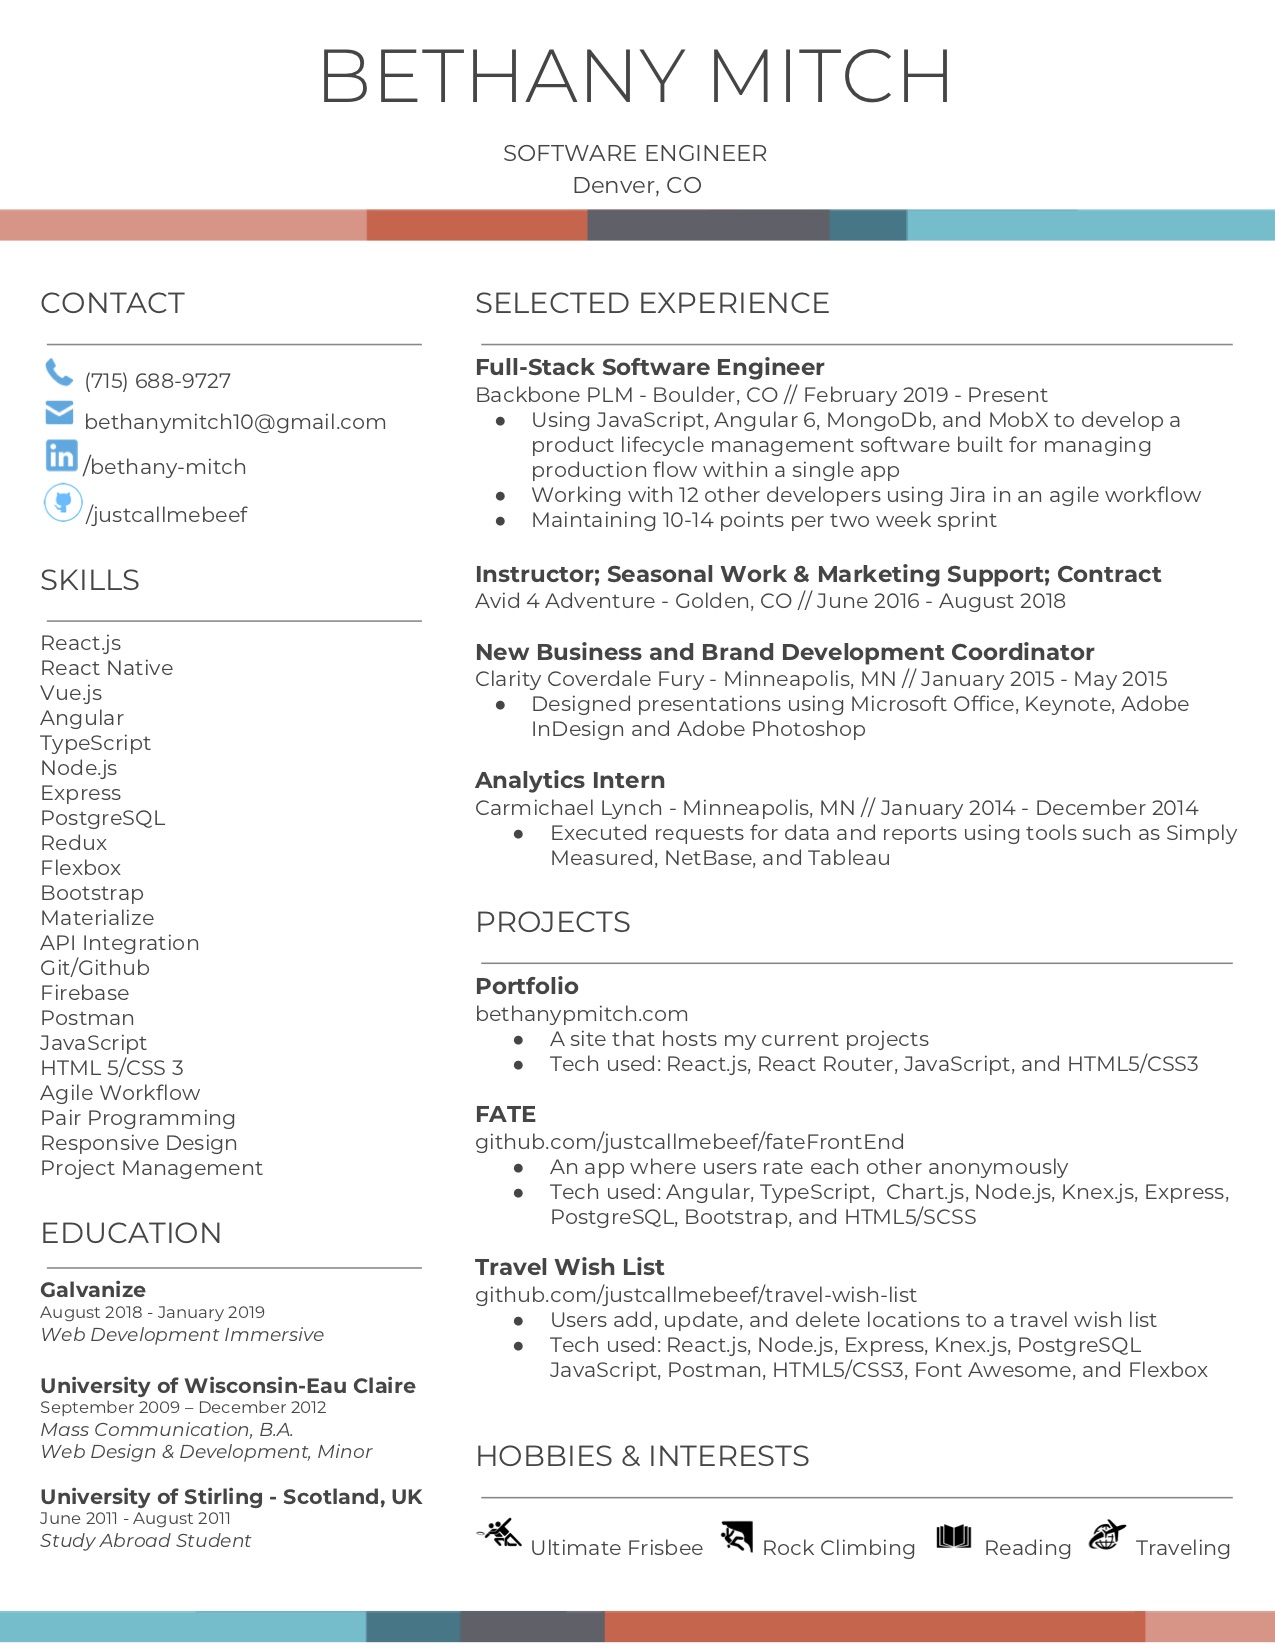 BETHANY MITCH
SOFTWARE ENGINEER
Denver, CO
CONTACT
(715) 688-9727
bethanymitch10@gmail.com
/bethany-mitch
/justcallmebeef
SKILLS
React.js
React Native
Vue.js
Angular
TypeScript
Node.js
Express
PostgreSQL
Redux
Flexbox
Bootstrap
Materialize
API Integration
Git/Github
Firebase
Postman
JavaScript
HTML 5/CSS 3
Agile Workflow
Pair Programming
Responsive Design
Project Management
EDUCATION
Galvanize
August 2018 - January 2019
Web Development Immersive
University of Wisconsin-Eau Claire
September 2009 – December 2012
Mass Communication, B.A.
Web Design & Development, Minor
University of Stirling - Scotland, UK
June 2011 - August 2011
Study Abroad Student
SELECTED EXPERIENCE
Full-Stack Software Engineer
Backbone PLM - Boulder, CO // February 2019 - Present
● Using JavaScript, Angular 6, MongoDb, and MobX to develop a
product lifecycle management software built for managing
production flow within a single app
● Working with 12 other developers using Jira in an agile workflow
● Maintaining 10-14 points per two week sprint
Instructor; Seasonal Work & Marketing Support; Contract
Avid 4 Adventure - Golden, CO // June 2016 - August 2018
New Business and Brand Development Coordinator
Clarity Coverdale Fury - Minneapolis, MN // January 2015 - May 2015
● Designed presentations using Microsoft Office, Keynote, Adobe
InDesign and Adobe Photoshop
Analytics Intern
Carmichael Lynch - Minneapolis, MN // January 2014 - December 2014
● Executed requests for data and reports using tools such as Simply
Measured, NetBase, and Tableau
PROJECTS
Portfolio
bethanypmitch.com
● A site that hosts my current projects
● Tech used: React.js, React Router, JavaScript, and HTML5/CSS3
FATE
github.com/justcallmebeef/fateFrontEnd
● An app where users rate each other anonymously
● Tech used: Angular, TypeScript, Chart.js, Node.js, Knex.js, Express,
PostgreSQL, Bootstrap, and HTML5/SCSS
Travel Wish List
github.com/justcallmebeef/travel-wish-list
● Users add, update, and delete locations to a travel wish list
● Tech used: React.js, Node.js, Express, Knex.js, PostgreSQL
JavaScript, Postman, HTML5/CSS3, Font Awesome, and Flexbox
HOBBIES & INTERESTS
Ultimate Frisbee Rock Climbing Reading Traveling